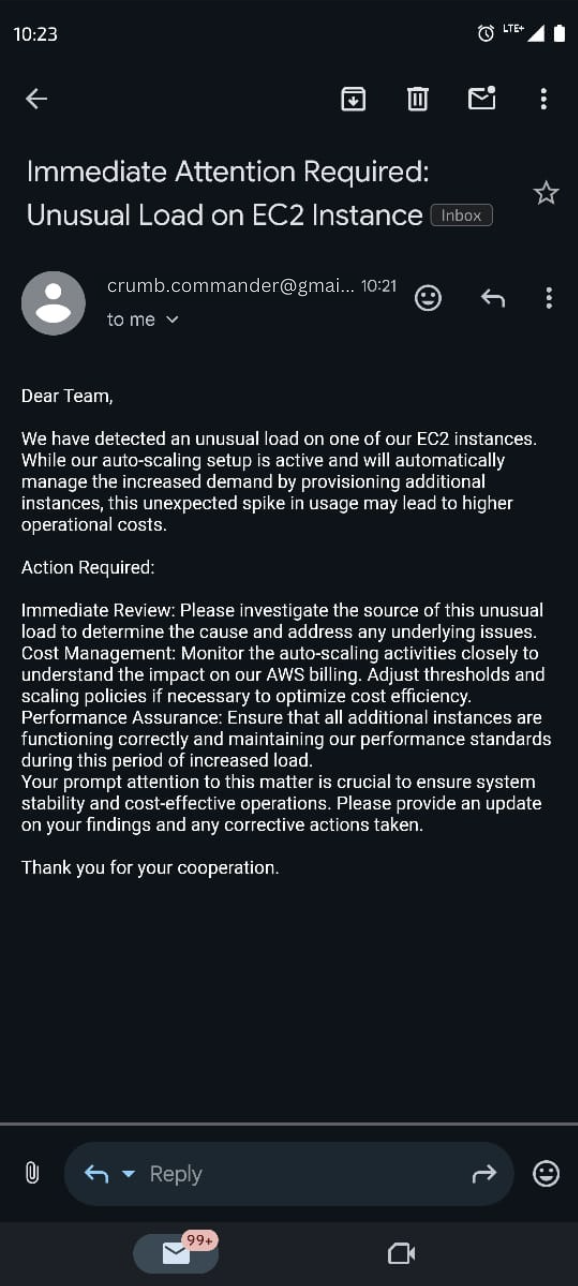 10:23
LTE+
Immediate Attention Required:
Unusual Load on EC2 Instance Inbox
crumb.commander@gmai... 10:21
to me
Dear Team,
We have detected an unusual load on one of our EC2 instances.
While our auto-scaling setup is active and will automatically
manage the increased demand by provisioning additional
instances, this unexpected spike in usage may lead to higher
operational costs.
Action Required:
Immediate Review: Please investigate the source of this unusual
load to determine the cause and address any underlying issues.
Cost Management: Monitor the auto-scaling activities closely to
understand the impact on our AWS billing. Adjust thresholds and
scaling policies if necessary to optimize cost efficiency.
Performance Assurance: Ensure that all additional instances are
functioning correctly and maintaining our performance standards
during this period of increased load.
Your prompt attention to this matter is crucial to ensure system
stability and cost-effective operations. Please provide an update
on your findings and any corrective actions taken.
Thank you for your cooperation.
Reply
99+